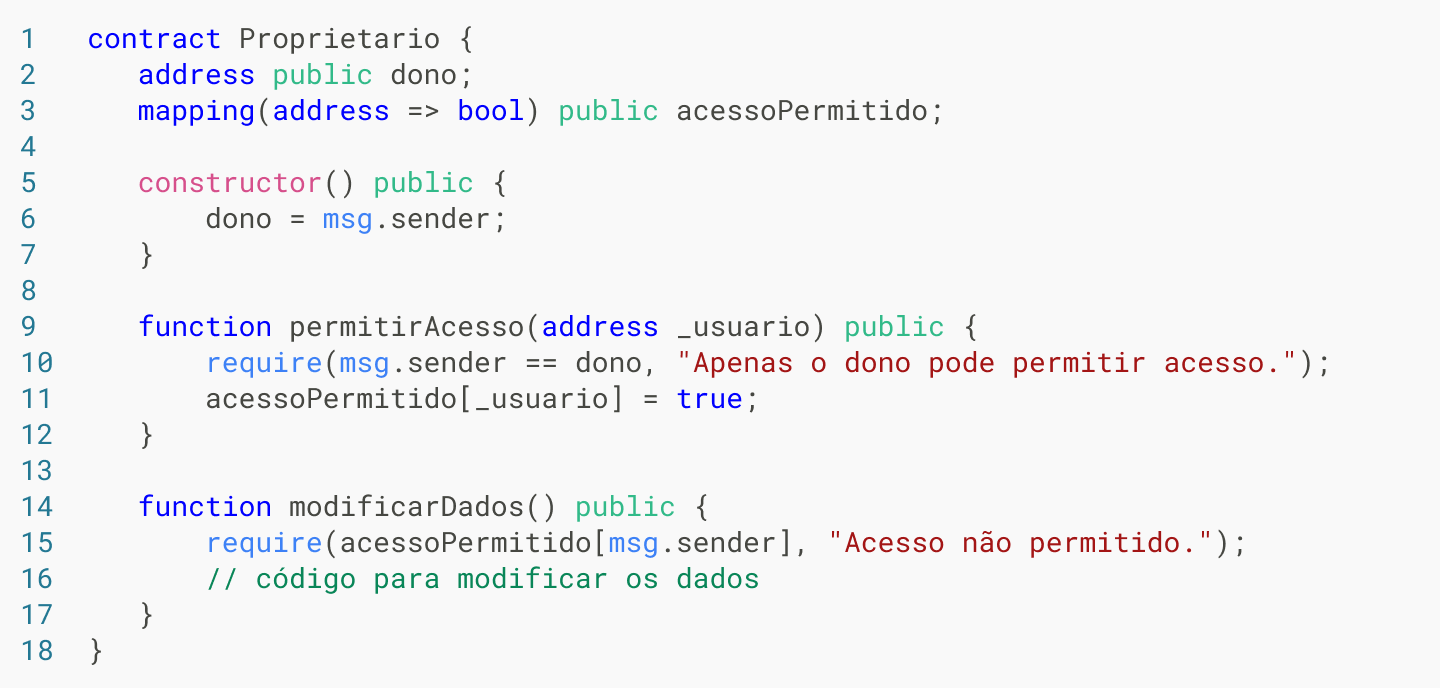 1 contract Proprietario {
2 address public dono;
3 mapping(address => bool) public acessoPermitido;
4
5 constructor() public {
6 dono = msg.sender;
7 }
8
9 function permitirAcesso(address _usuario) public {
10 require(msg.sender == dono, "Apenas o dono pode permitir acesso.");
11 acessoPermitido[_usuario] = true;
12 }
13
14 function modificarDados() public {
15 require(acessoPermitido[msg.sender], "Acesso não permitido.");
16 // código para modificar os dados
17 }
18 }